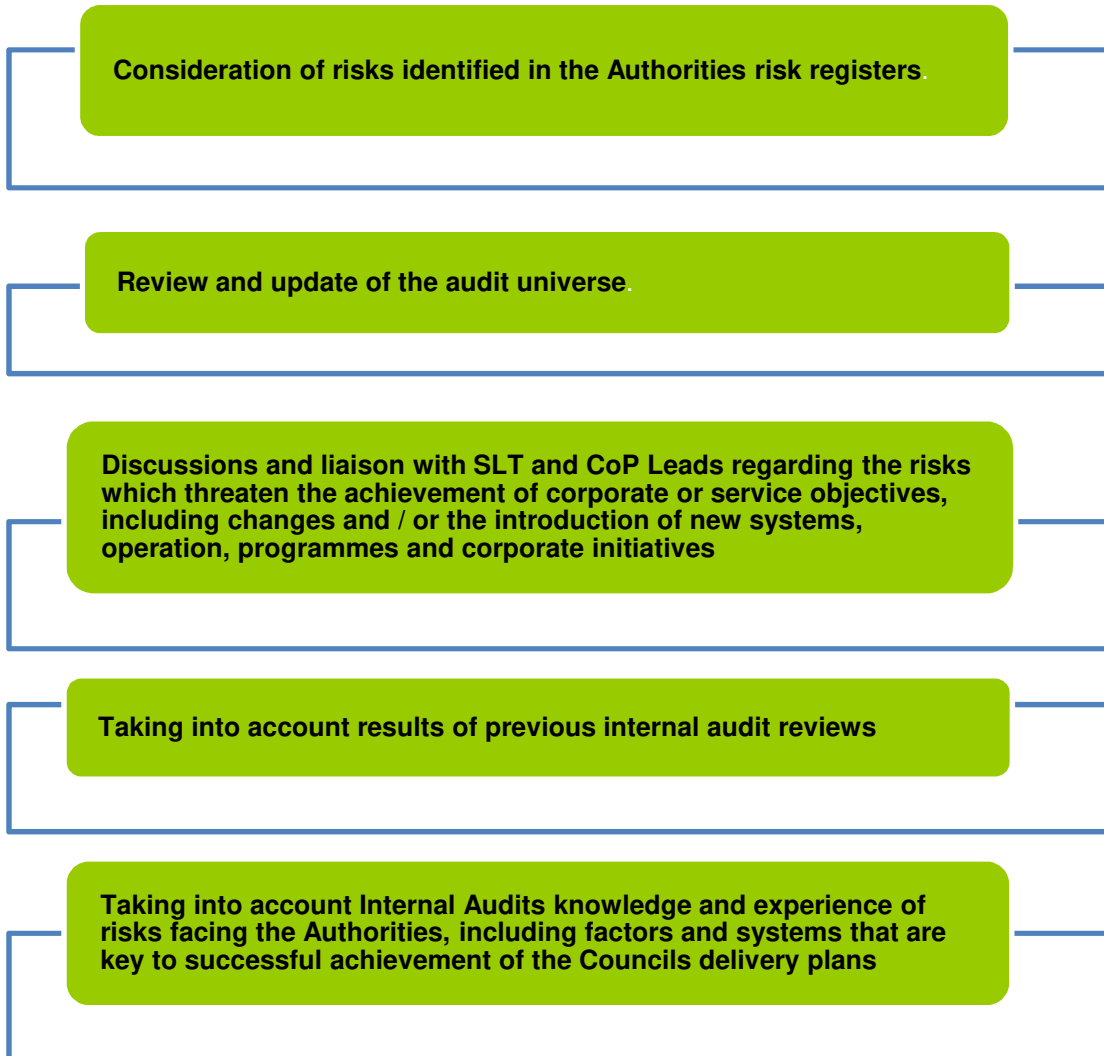 Consideration of risks identified in the Authorities risk registers.
Review and update of the audit universe.
Discussions and liaison with SLT and CoP Leads regarding the risks
which threaten the achievement of corporate or service objectives,
including changes and / or the introduction of new systems,
operation, programmes and corporate initiatives
Taking into account results of previous internal audit reviews
Taking into account Internal Audits knowledge and experience of
risks facing the Authorities, including factors and systems that are
key to successful achievement of the Councils delivery plans